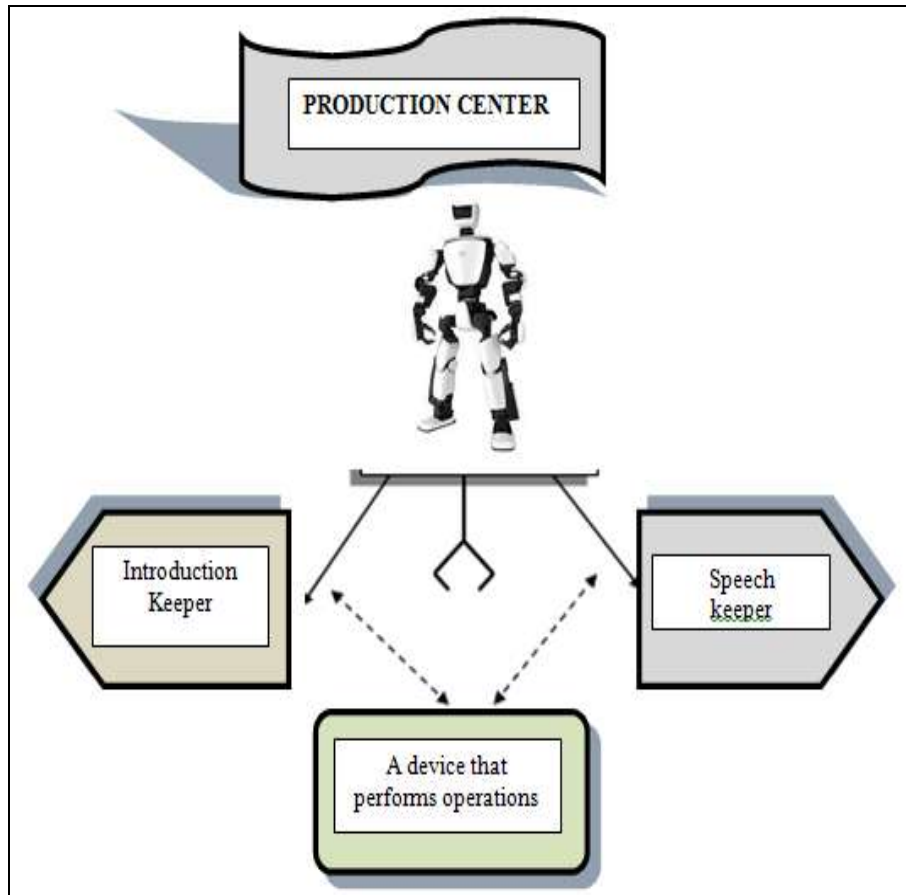 PRODUCTION CENTER
Introduction
Keeper
Speech
keeper
A device that
performs operations